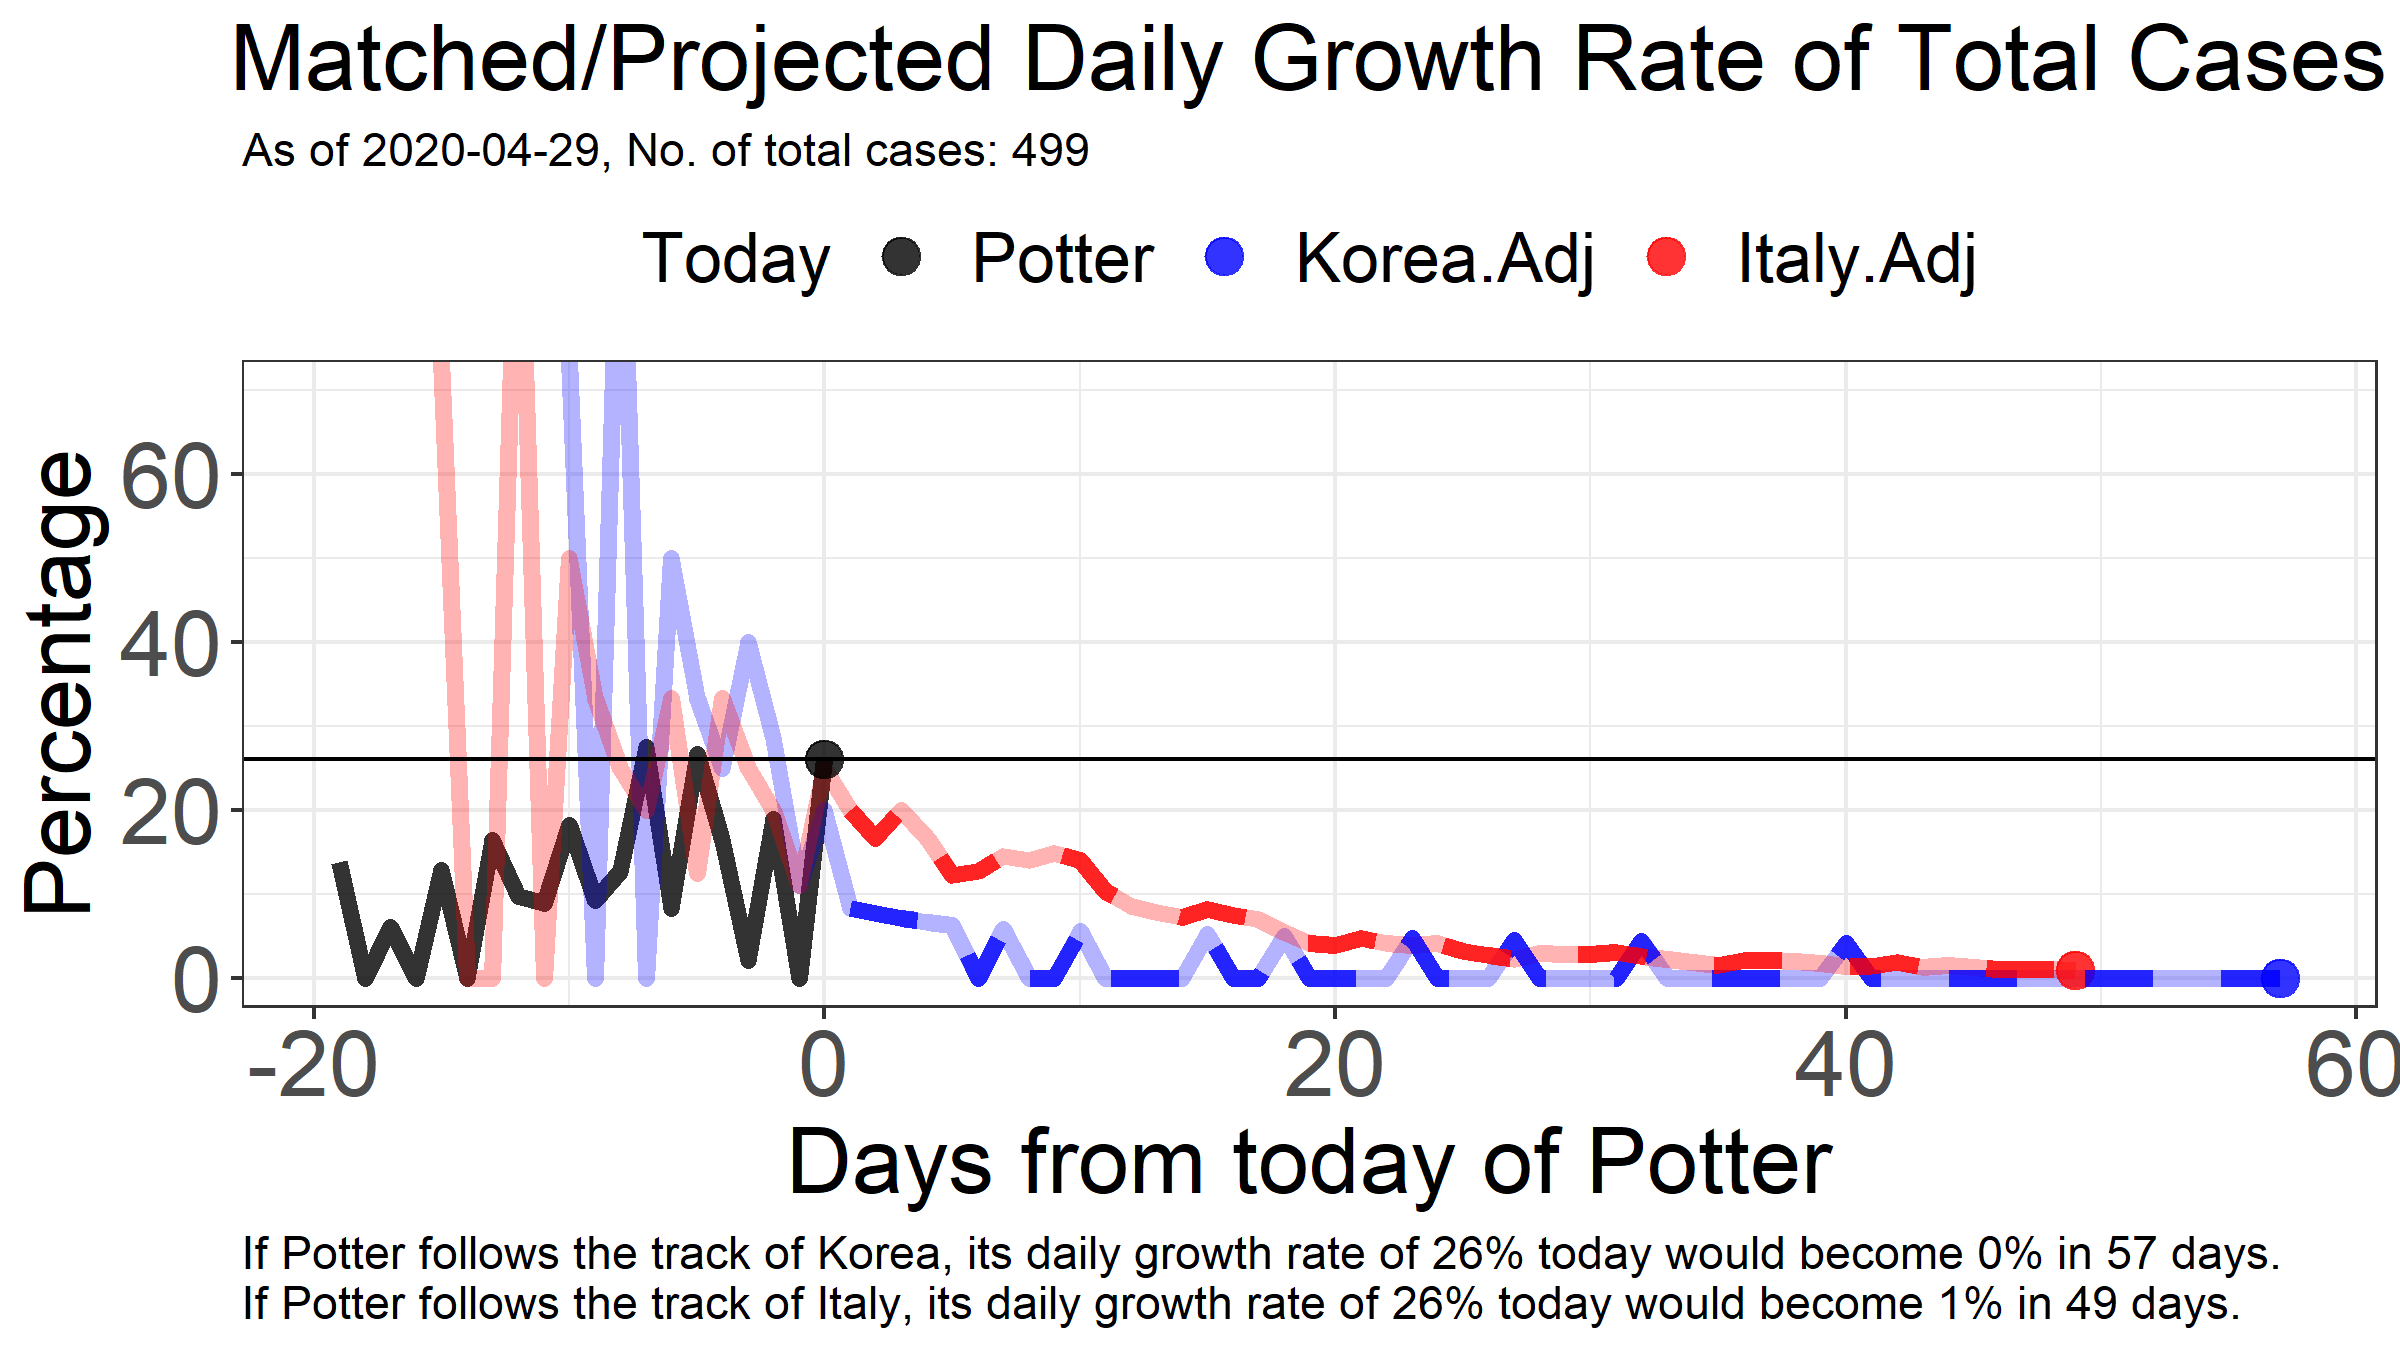 Matched/Projected Daily Growth Rate of Total Cases
As of 2020-04-29, No. of total cases: 499
Today Potter Korea.Adj Italy.Adj
Percentage
60
40
20
0
-20 0 20 40 60
Days from today of Potter
If Potter follows the track of Korea, its daily growth rate of 26% today would become 0% in 57 days.
If Potter follows the track of Italy, its daily growth rate of 26% today would become 1% in 49 days.